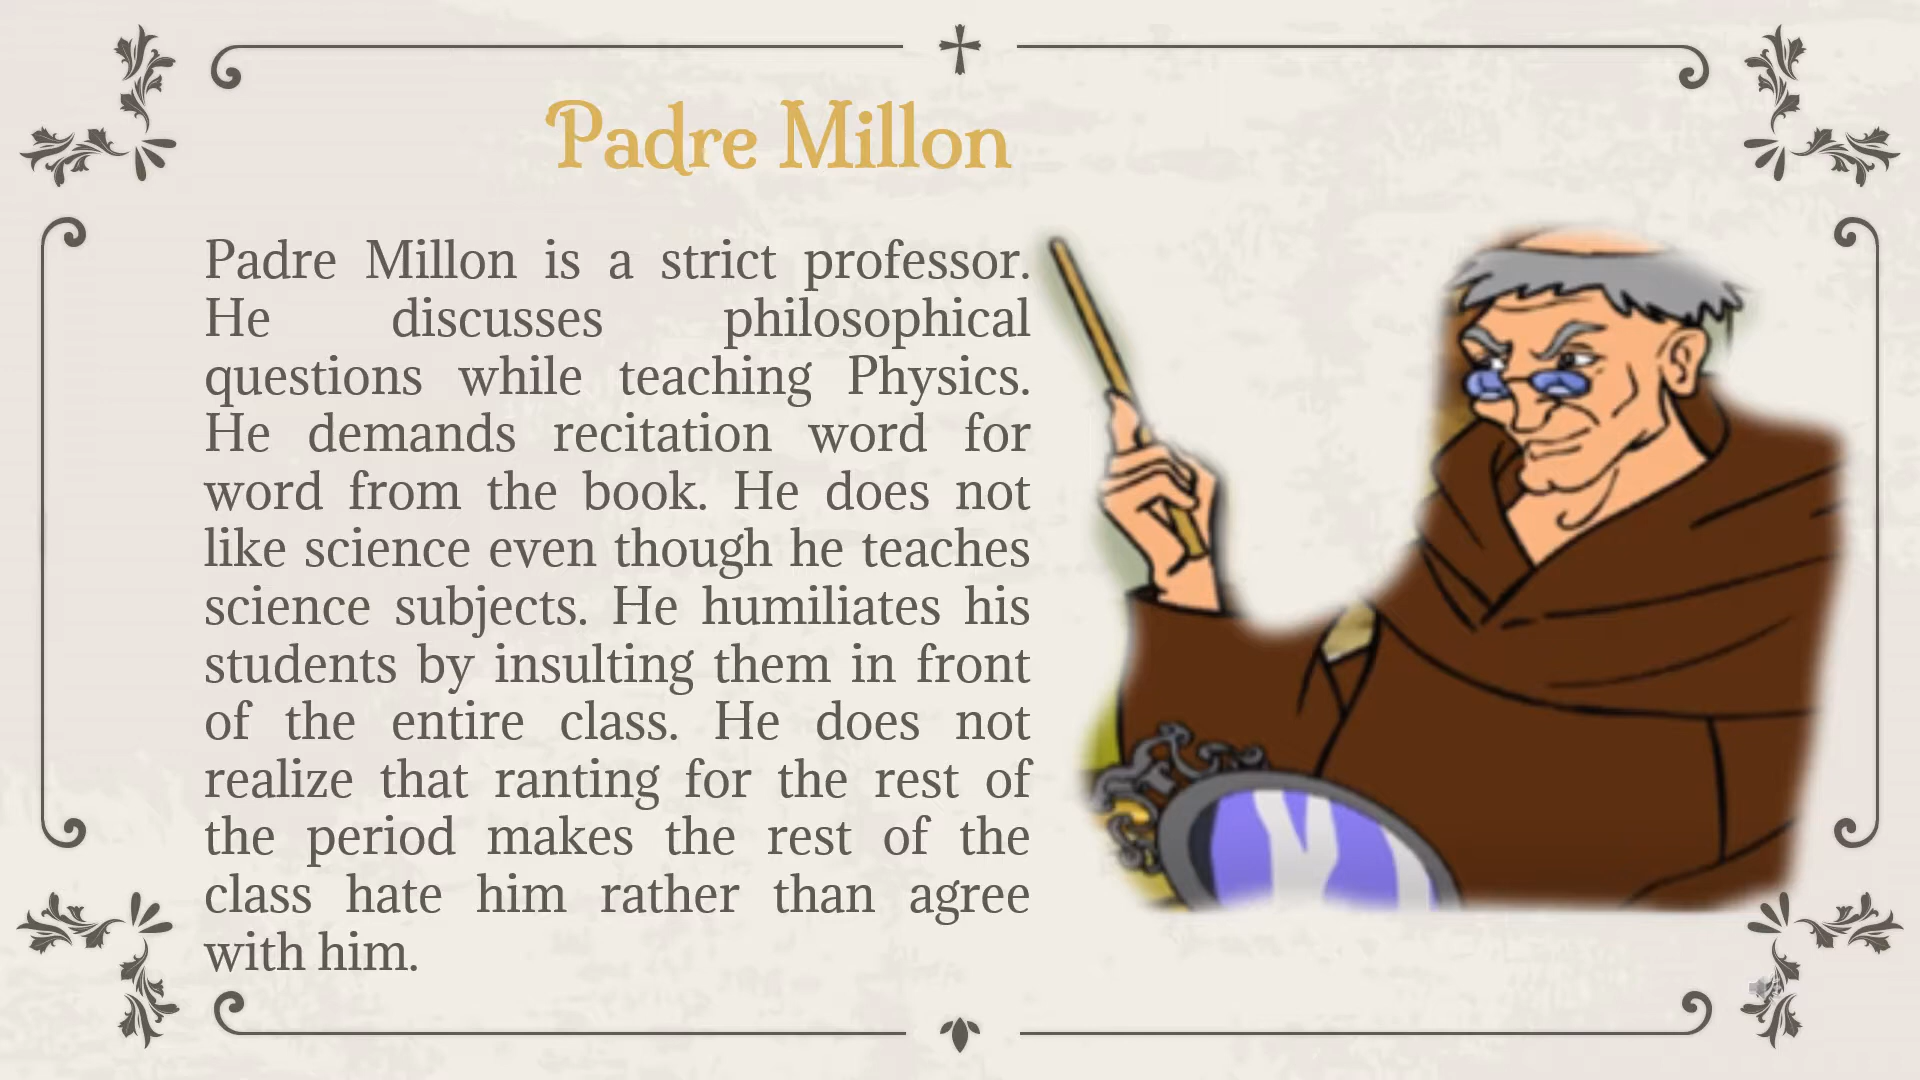 Padre Millon
Padre Millon is a strict professor.
He discusses philosophical
questions while teaching Physics.
He demands recitation word for
word from the book. He does not
like science even though he teaches
science subjects. He humiliates his
students by insulting them in front
of the entire class. He does not
realize that ranting for the rest of
the period makes the rest of the
class hate him rather than agree
with him.